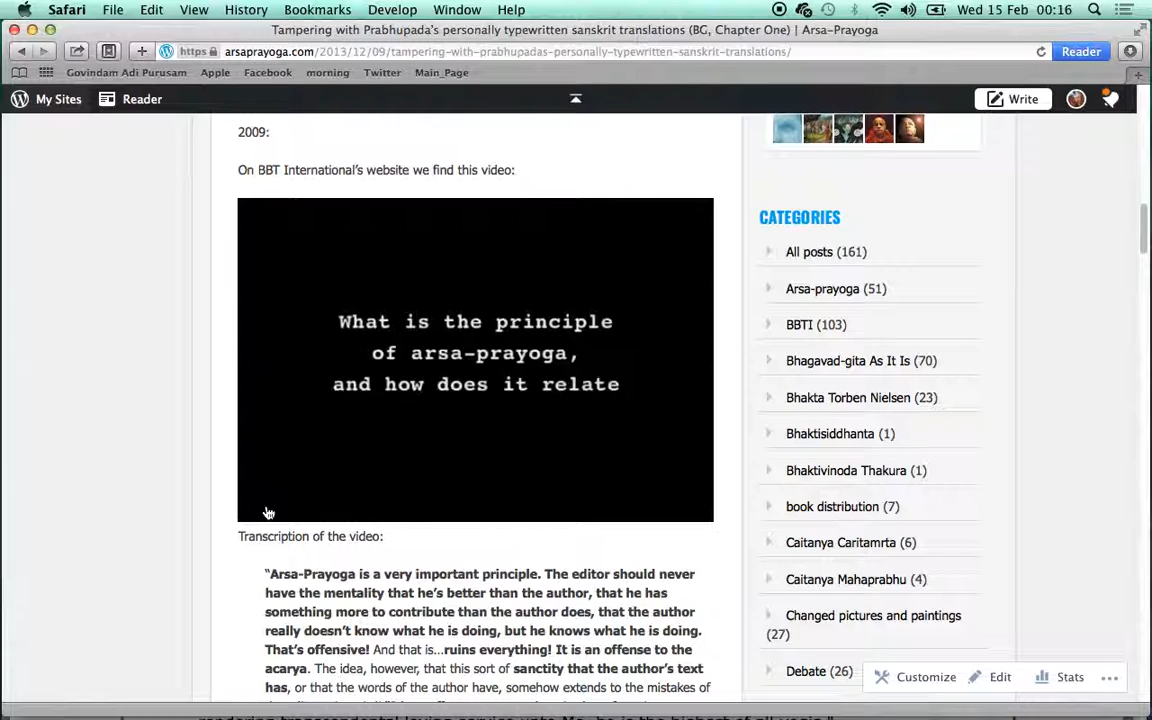 Safari File Edit View History Bookmarks Develop Window Help Wed 15 Feb 00:16
Tampering with Prabhupada's personally typewritten sanskrit translations (BG, Chapter One) | Arsa-Prayoga
https arsaprayoga.com/2013/12/09/tampering-with-prabhupadas-personally-typewritten-sanskrit-translations/ Reader
Govindam Adi Purusam Apple Facebook morning Twitter Main_Page
My Sites Reader Write
2009:
On BBT International's website we find this video:
What is the principle
of arsa-prayoga,
and how does it relate
Transcription of the video:
"Arsa-Prayoga is a very important principle. The editor should never
have the mentality that he's better than the author, that he has
something more to contribute than the author does, that the author
really doesn't know what he is doing, but he knows what he is doing.
That's offensive! And that is…ruins everything! It is an offense to the
acarya. The idea, however, that this sort of sanctity that the author's text
has, or that the words of the author have, somehow extends to the mistakes of
CATEGORIES
All posts (161)
Arsa-prayoga (51)
BBTI (103)
Bhagavad-gita As It Is (70)
Bhakta Torben Nielsen (23)
Bhaktisiddhanta (1)
Bhaktivinoda Thakura (1)
book distribution (7)
Caitanya Caritamrta (6)
Caitanya Mahaprabhu (4)
Changed pictures and paintings
(27)
Debate (26)
Customize Edit Stats